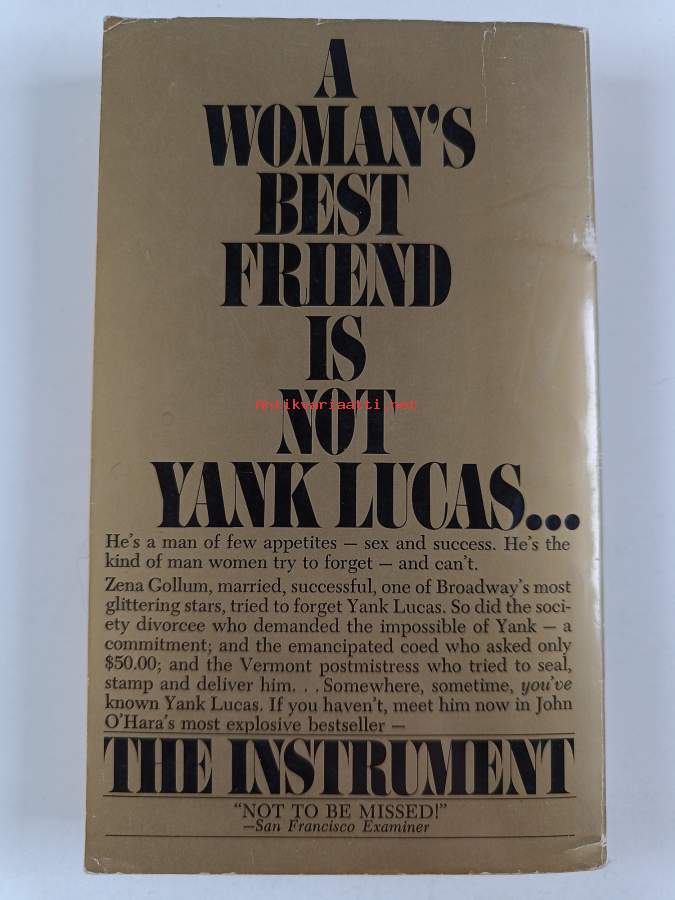 A
WOMAN'S
BEST
FRIEND
IS
Antikvariaatti.net
NOT
YANK LUCAS...
He's a man of few appetites — sex and success. He's the
kind of man women try to forget — and can't.
Zena Gollum, married, successful, one of Broadway's most
glittering stars, tried to forget Yank Lucas. So did the soci-
ety divorcee who demanded the impossible of Yank — a
commitment; and the emancipated coed who asked only
$50.00; and the Vermont postmistress who tried to seal,
stamp and deliver him. . . Somewhere, sometime, you've
known Yank Lucas. If you haven't, meet him now in John
O'Hara's most explosive bestseller —
THE INSTRUMENT
“NOT TO BE MISSED!”
—San Francisco Examiner